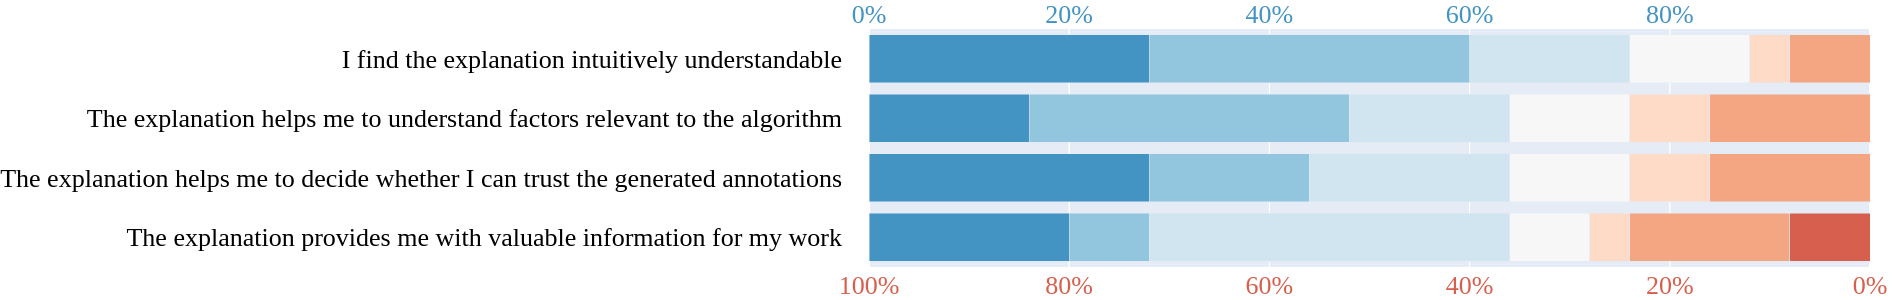 0% 20% 40% 60% 80%
I find the explanation intuitively understandable
The explanation helps me to understand factors relevant to the algorithm
The explanation helps me to decide whether I can trust the generated annotations
The explanation provides me with valuable information for my work
100% 80% 60% 40% 20% 0%